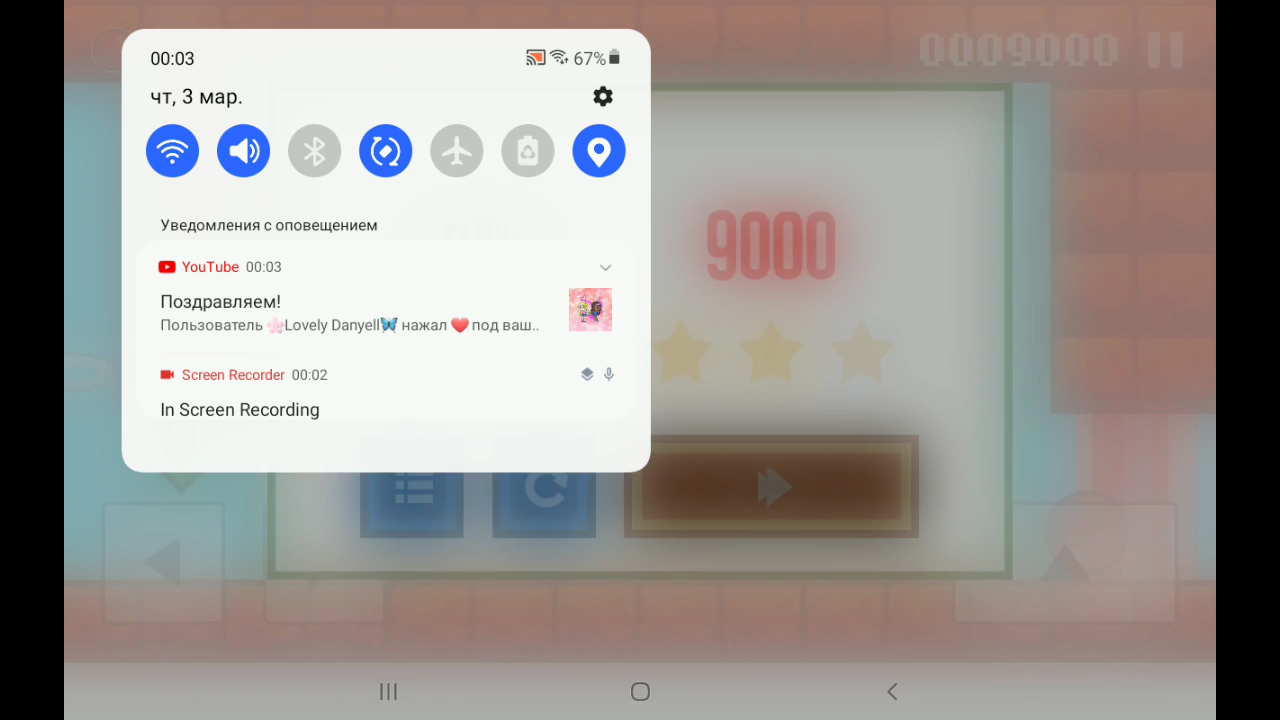 0009000
00:03
67%
чт, 3 мар.
Уведомления с оповещением
YouTube 00:03
Поздравляем!
Пользователь 🌸Lovely Danyell🦋 нажал ❤️ под ваш..
Screen Recorder 00:02
In Screen Recording
9000